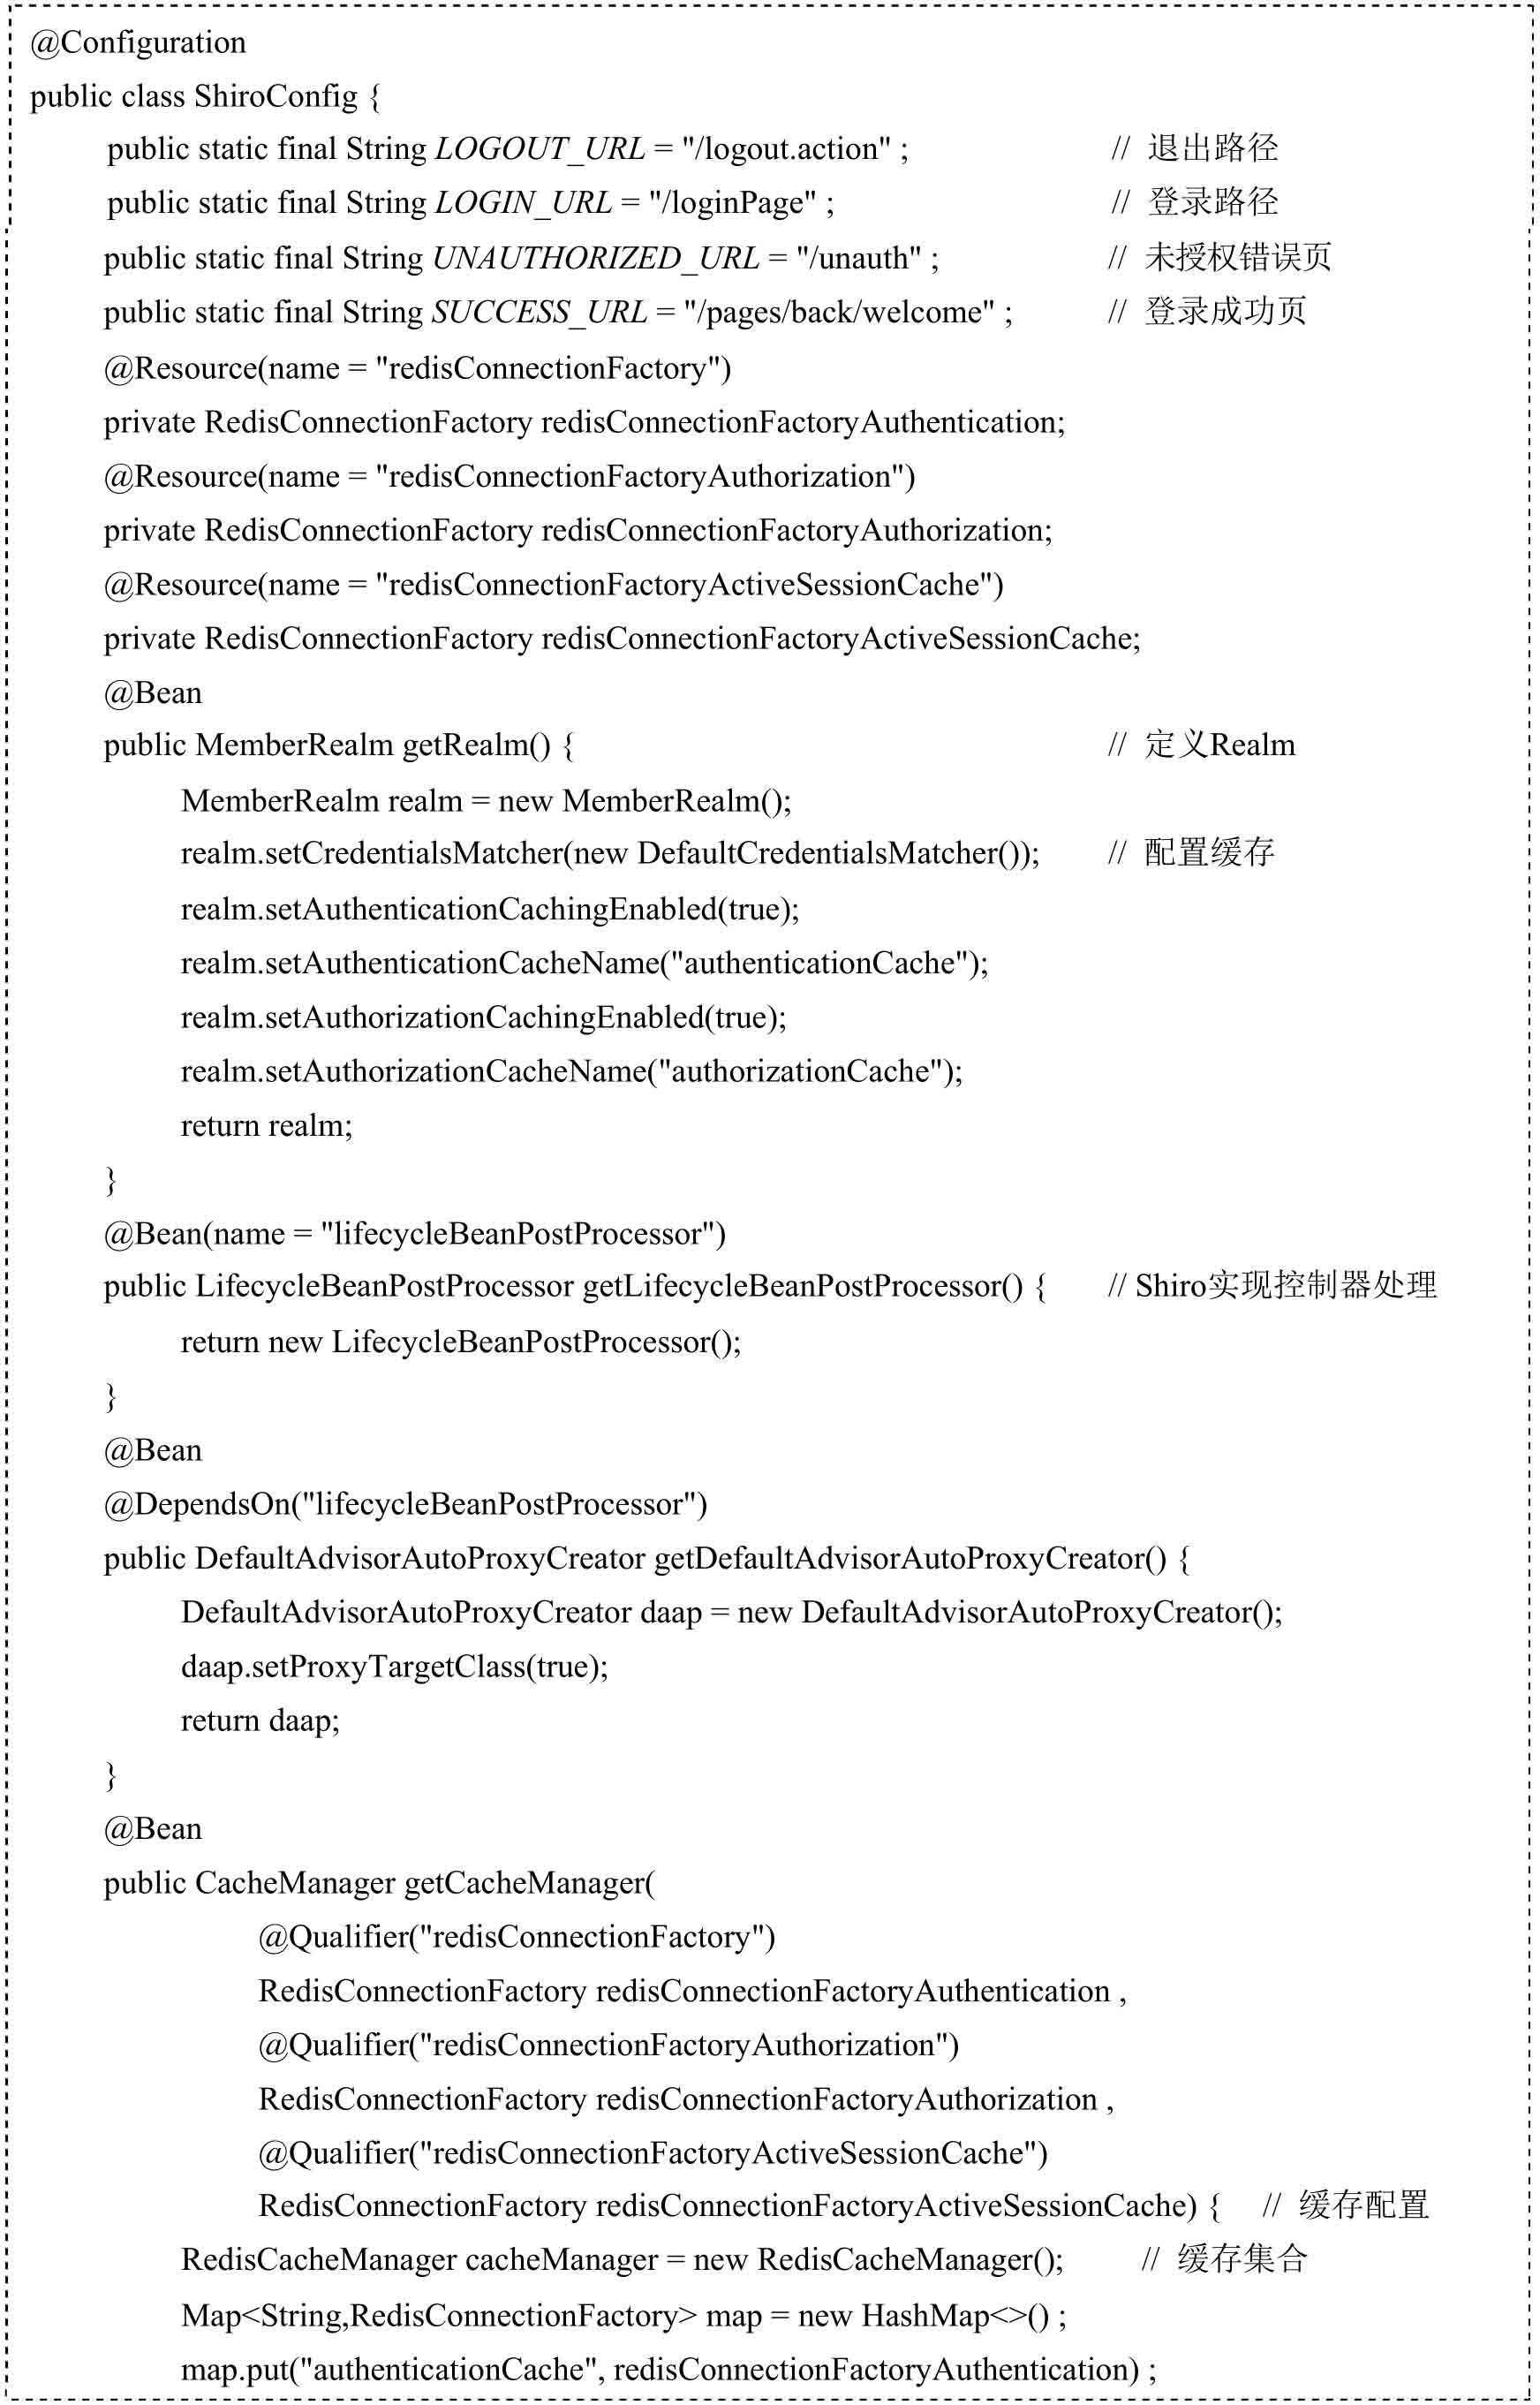 @Configuration
public class ShiroConfig {
public static final String LOGOUT_URL = "/logout.action" ; // 退出路径
public static final String LOGIN_URL = "/loginPage" ; // 登录路径
public static final String UNAUTHORIZED_URL = "/unauth" ; // 未授权错误页
public static final String SUCCESS_URL = "/pages/back/welcome" ; // 登录成功页
@Resource(name = "redisConnectionFactory")
private RedisConnectionFactory redisConnectionFactoryAuthentication;
@Resource(name = "redisConnectionFactoryAuthorization")
private RedisConnectionFactory redisConnectionFactoryAuthorization;
@Resource(name = "redisConnectionFactoryActiveSessionCache")
private RedisConnectionFactory redisConnectionFactoryActiveSessionCache;
@Bean
public MemberRealm getRealm() { // 定义Realm
MemberRealm realm = new MemberRealm();
realm.setCredentialsMatcher(new DefaultCredentialsMatcher()); // 配置缓存
realm.setAuthenticationCachingEnabled(true);
realm.setAuthenticationCacheName("authenticationCache");
realm.setAuthorizationCachingEnabled(true);
realm.setAuthorizationCacheName("authorizationCache");
return realm;
}
@Bean(name = "lifecycleBeanPostProcessor")
public LifecycleBeanPostProcessor getLifecycleBeanPostProcessor() { // Shiro实现控制器处理
return new LifecycleBeanPostProcessor();
}
@Bean
@DependsOn("lifecycleBeanPostProcessor")
public DefaultAdvisorAutoProxyCreator getDefaultAdvisorAutoProxyCreator() {
DefaultAdvisorAutoProxyCreator daap = new DefaultAdvisorAutoProxyCreator();
daap.setProxyTargetClass(true);
return daap;
}
@Bean
public CacheManager getCacheManager(
@Qualifier("redisConnectionFactory")
RedisConnectionFactory redisConnectionFactoryAuthentication ,
@Qualifier("redisConnectionFactoryAuthorization")
RedisConnectionFactory redisConnectionFactoryAuthorization ,
@Qualifier("redisConnectionFactoryActiveSessionCache")
RedisConnectionFactory redisConnectionFactoryActiveSessionCache) { // 缓存配置
RedisCacheManager cacheManager = new RedisCacheManager(); // 缓存集合
Map<String,RedisConnectionFactory> map = new HashMap<>() ;
map.put("authenticationCache", redisConnectionFactoryAuthentication) ;